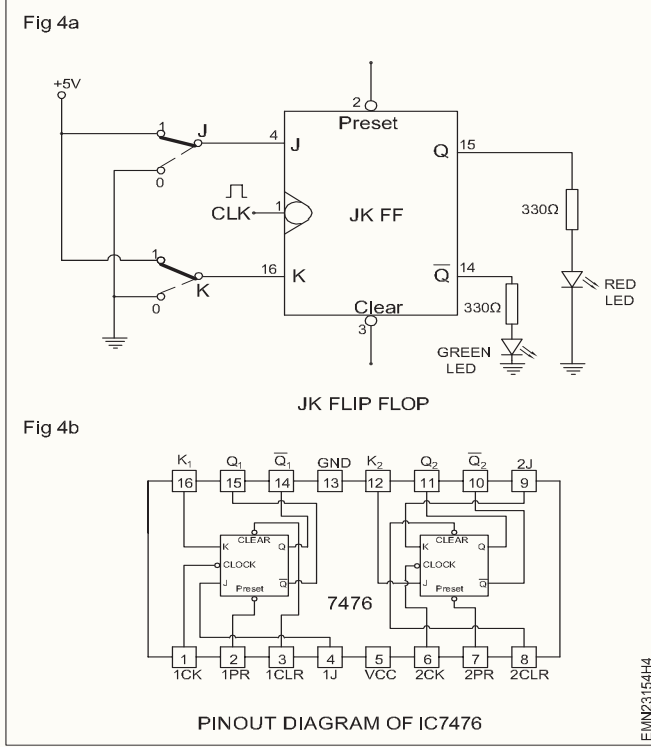 Fig 4a
+5V
1 J
0
4 J
2
Preset
Q 15
CLK 1
JK FF
330Ω
RED
LED
1
0 K
16 K
Q̅ 14
330Ω
Clear
3
GREEN
LED
JK FLIP FLOP
Fig 4b
K₁ Q₁ Q̅₁ GND K₂ Q₂ Q̅₂ 2J
16 15 14 13 12 11 10 9
CLEAR
K Q
CLOCK
J Q̅
Preset
7476
CLEAR
K Q
CLOCK
J Q̅
Preset
1 2 3 4 5 6 7 8
1CK 1PR 1CLR 1J VCC 2CK 2PR 2CLR
PINOUT DIAGRAM OF IC7476
EMN23154H4